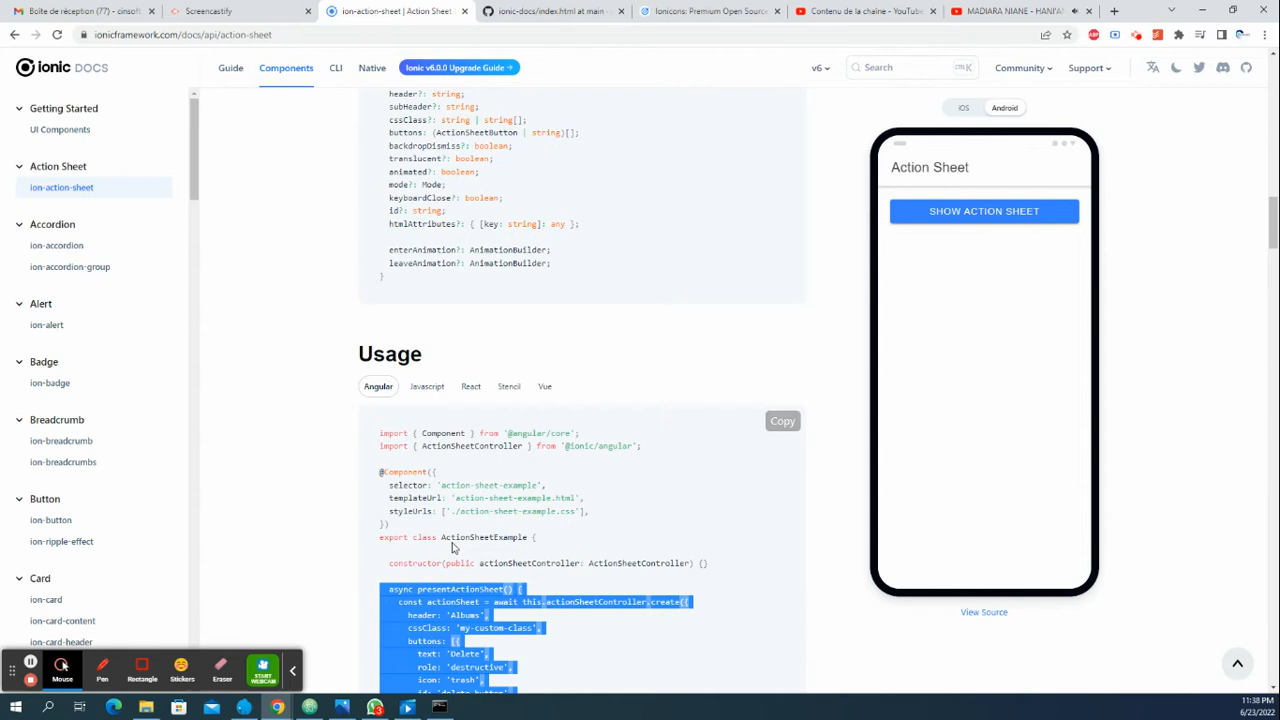 Boîte de réception (77) - cinsoft
Screencastify
ion-action-sheet | Action Sheet
ionic-docs/index.html at main ·
Ionicons: Premium Open Source
Contenu de la chaîne - YouTube
MADIARA NIANE - HANI'AN
ionicframework.com/docs/api/action-sheet
ionic DOCS
Guide
Components
CLI
Native
Ionic v6.0.0 Upgrade Guide →
v6
Search
CTRL K
Community
Support
Getting Started
UI Components
Action Sheet
ion-action-sheet
Accordion
ion-accordion
ion-accordion-group
Alert
ion-alert
Badge
ion-badge
Breadcrumb
ion-breadcrumb
ion-breadcrumbs
Button
ion-button
ion-ripple-effect
Card
ion-card
ion-card-content
ion-card-header
header?: string;
subHeader?: string;
cssClass?: string | string[];
buttons: (ActionSheetButton | string)[];
backdropDismiss?: boolean;
translucent?: boolean;
animated?: boolean;
mode?: Mode;
keyboardClose?: boolean;
id?: string;
htmlAttributes?: { [key: string]: any };
enterAnimation?: AnimationBuilder;
leaveAnimation?: AnimationBuilder;
}
Usage
Angular
Javascript
React
Stencil
Vue
Copy
import { Component } from '@angular/core';
import { ActionSheetController } from '@ionic/angular';
@Component({
selector: 'action-sheet-example',
templateUrl: 'action-sheet-example.html',
styleUrls: ['./action-sheet-example.css'],
})
export class ActionSheetExample {
constructor(public actionSheetController: ActionSheetController) {}
async presentActionSheet() {
const actionSheet = await this.actionSheetController.create({
header: 'Albums',
cssClass: 'my-custom-class',
buttons: [{
text: 'Delete',
role: 'destructive',
icon: 'trash',
id: 'delete-button',
iOS
Android
Action Sheet
SHOW ACTION SHEET
View Source
Mouse
Pen
Rectangle
Stickers
Eraser
START WEBCAM
3
11:38 PM
6/23/2022